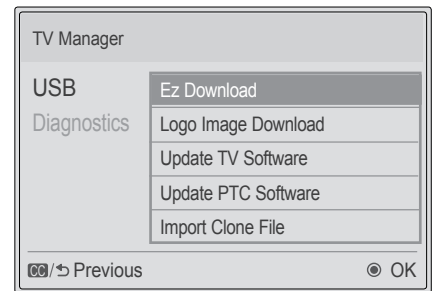 TV Manager
USB
Diagnostics
Ez Download
Logo Image Download
Update TV Software
Update PTC Software
Import Clone File
CC/⮌ Previous
◉ OK